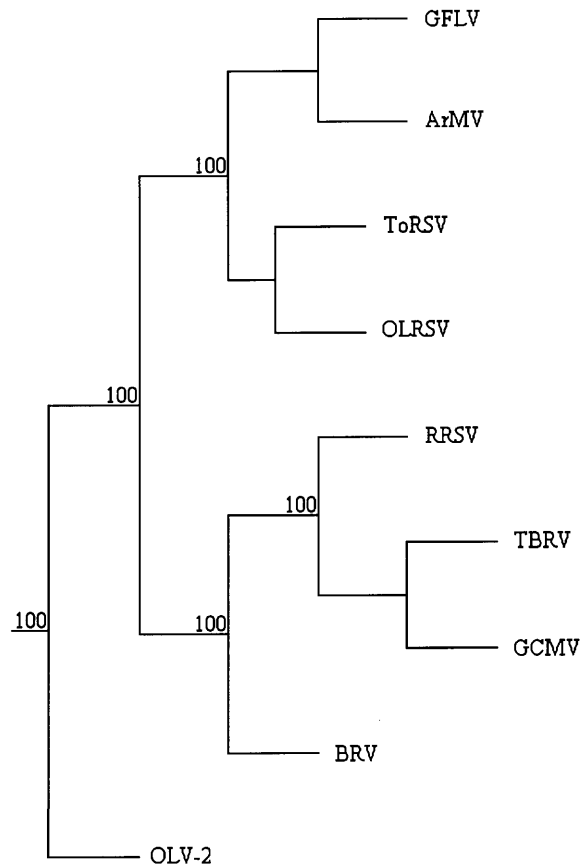 GFLV
ArMV
100
ToRSV
OLRSV
100
RRSV
100
TBRV
100
100
GCMV
BRV
OLV-2